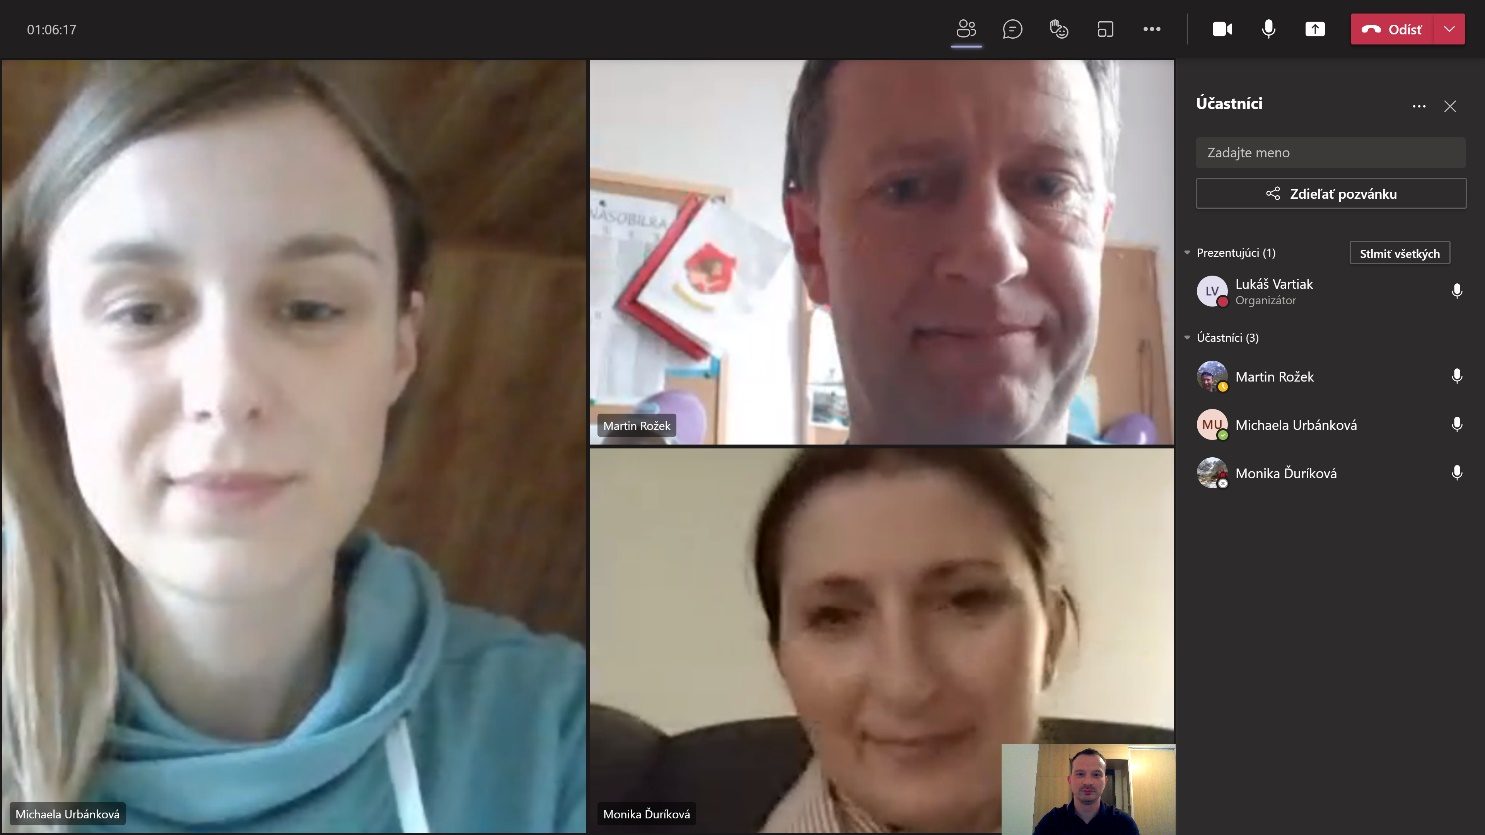 01:06:17
Odísť
Účastníci
Zadajte meno
Zdieľať pozvánku
Prezentujúci (1)
Stlmiť všetkých
LV
Lukáš Vartiak
Organizátor
Účastníci (3)
Martin Rožek
MU
Michaela Urbánková
Monika Ďuríková
NÁSOBILKA
Martin Rožek
Michaela Urbánková
Monika Ďuríková